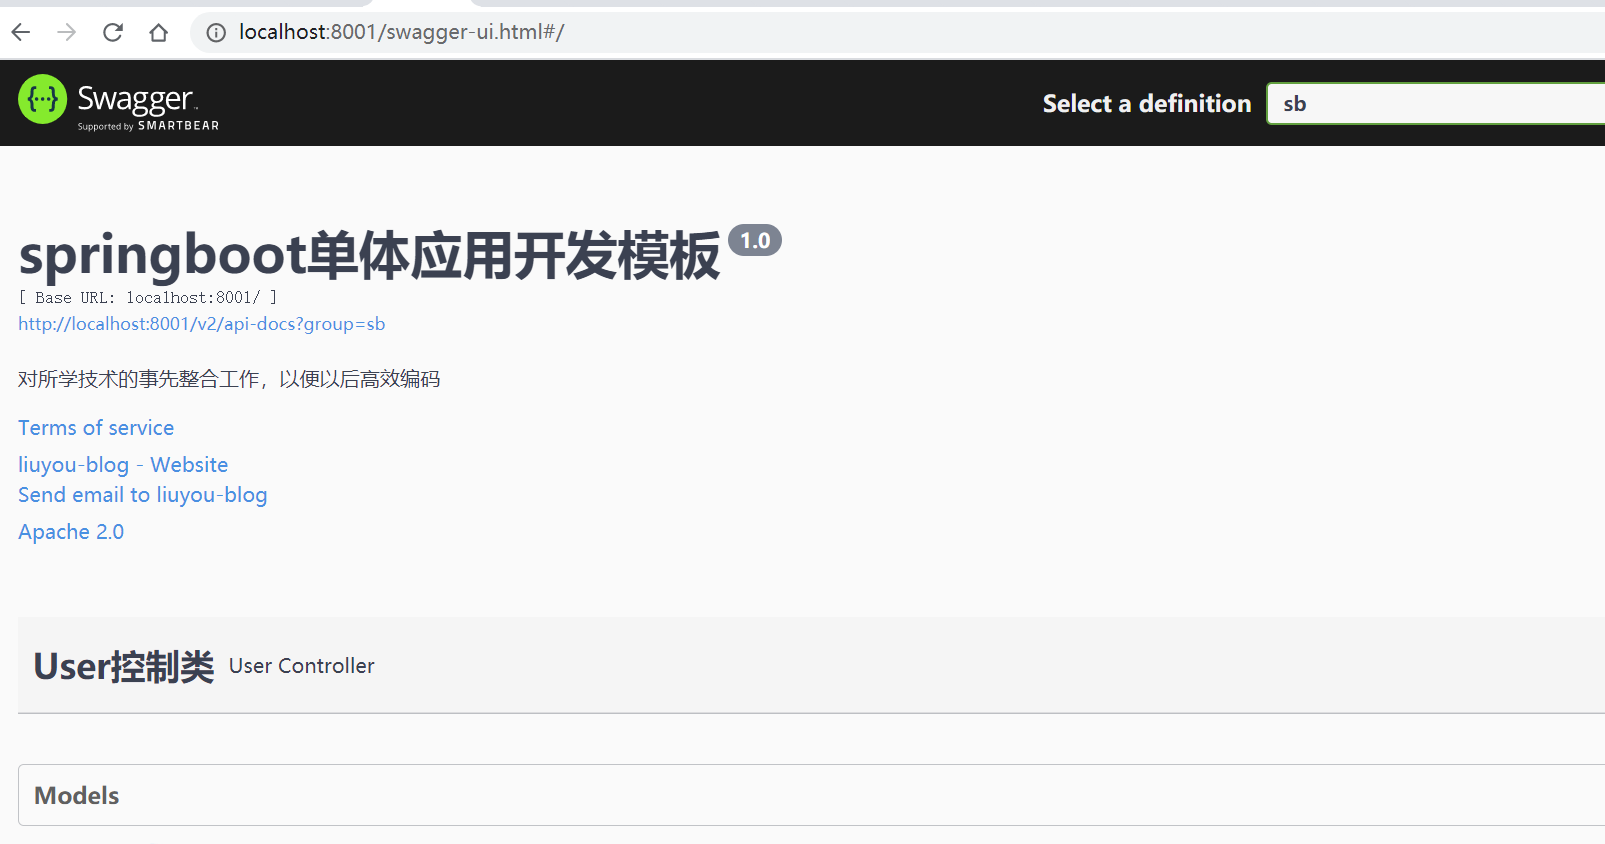 localhost:8001/swagger-ui.html#/
{···} Swagger™
Supported by SMARTBEAR
Select a definition
sb
springboot单体应用开发模板 1.0
[ Base URL: localhost:8001/ ]
http://localhost:8001/v2/api-docs?group=sb
对所学技术的事先整合工作，以便以后高效编码
Terms of service
liuyou-blog - Website
Send email to liuyou-blog
Apache 2.0
User控制类 User Controller
Models